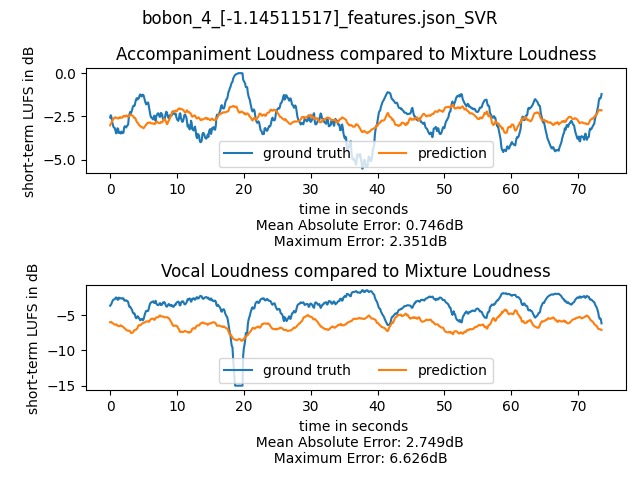 bobon_4_[-1.14511517]_features.json_SVR
Accompaniment Loudness compared to Mixture Loudness
short-term LUFS in dB
0.0
−2.5
−5.0
ground truth prediction
0 10 20 30 40 50 60 70
time in seconds
Mean Absolute Error: 0.746dB
Maximum Error: 2.351dB
Vocal Loudness compared to Mixture Loudness
short-term LUFS in dB
−5
−10
−15
ground truth prediction
0 10 20 30 40 50 60 70
time in seconds
Mean Absolute Error: 2.749dB
Maximum Error: 6.626dB